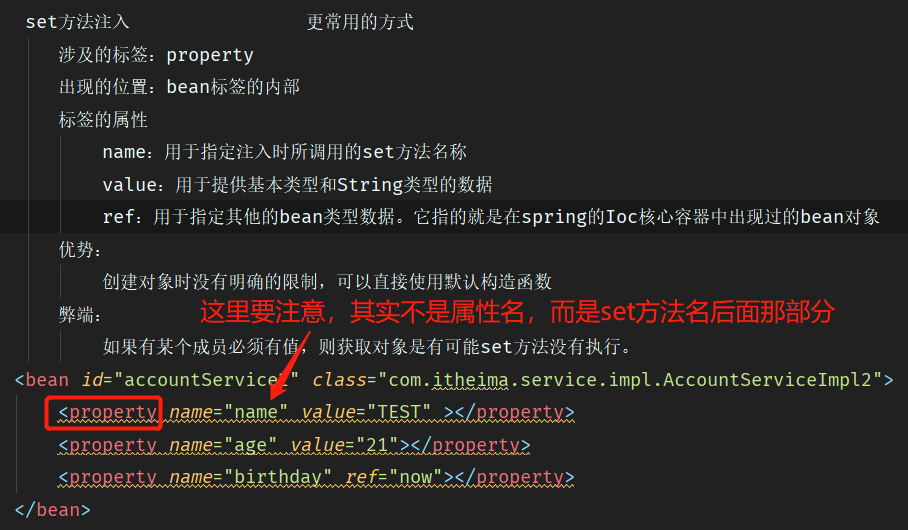 set方法注入 更常用的方式
涉及的标签：property
出现的位置：bean标签的内部
标签的属性
name：用于指定注入时所调用的set方法名称
value：用于提供基本类型和String类型的数据
ref：用于指定其他的bean类型数据。它指的就是在spring的Ioc核心容器中出现过的bean对象
优势：
创建对象时没有明确的限制，可以直接使用默认构造函数
弊端：
这里要注意，其实不是属性名，而是set方法名后面那部分
如果有某个成员必须有值，则获取对象是有可能set方法没有执行。
<bean id="accountService2" class="com.itheima.service.impl.AccountServiceImpl2">
<property name="name" value="TEST" ></property>
<property name="age" value="21"></property>
<property name="birthday" ref="now"></property>
</bean>